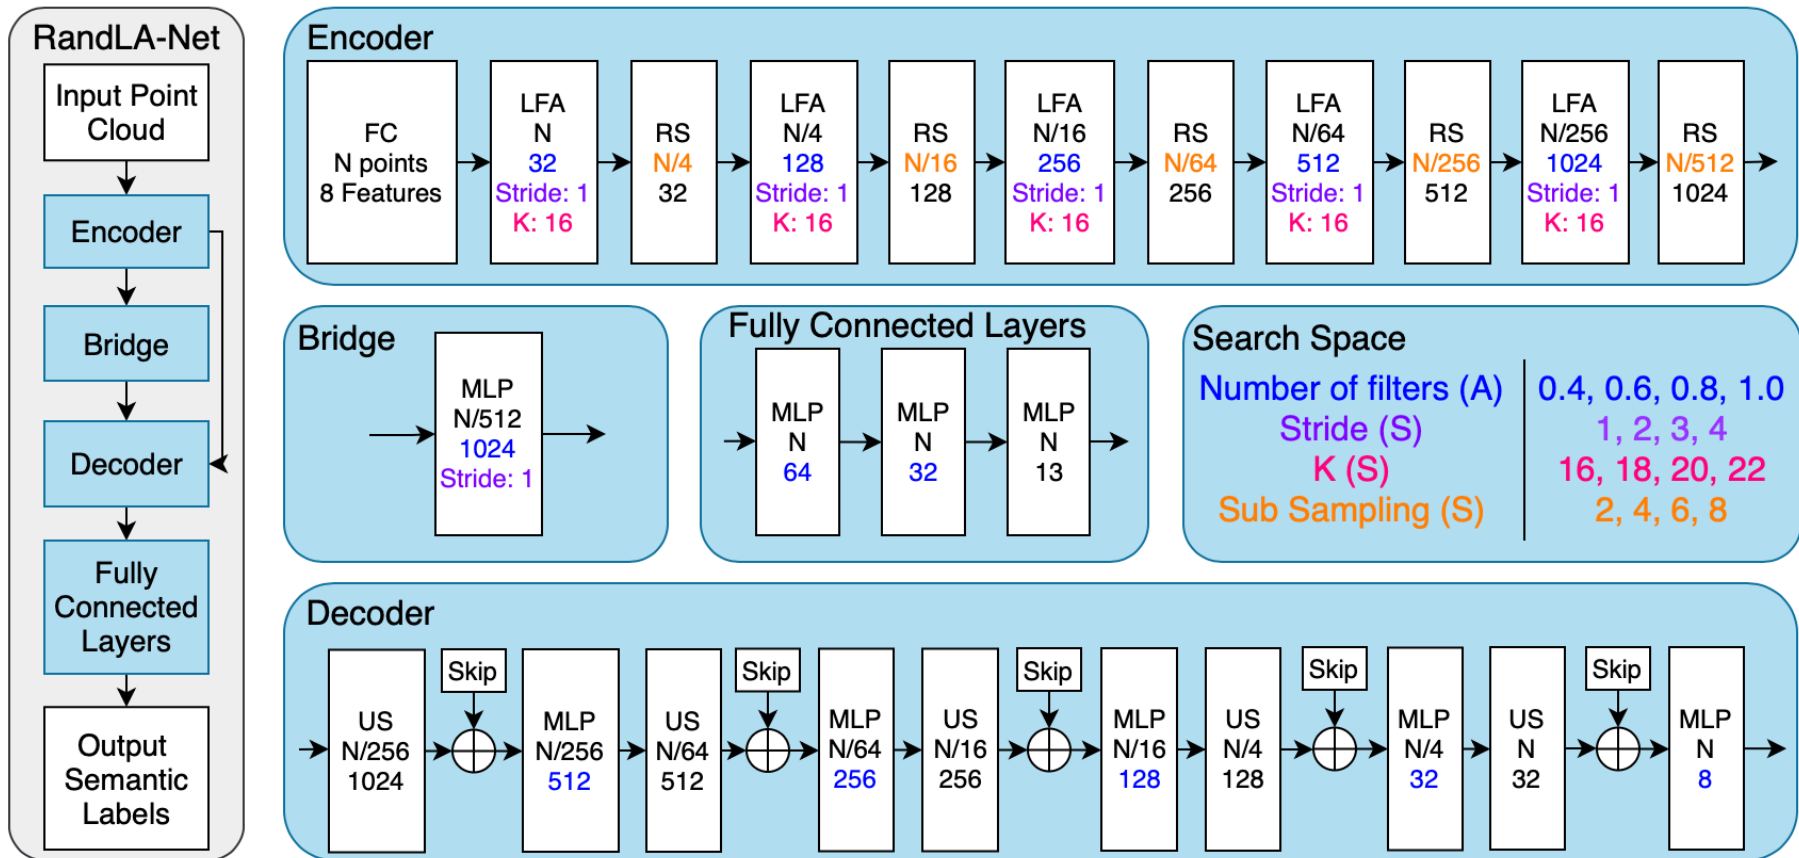 RandLA-Net
Input Point
Cloud
Encoder
Bridge
Decoder
Fully
Connected
Layers
Output
Semantic
Labels
Encoder
FC
N points
8 Features
LFA
N
32
Stride: 1
K: 16
RS
N/4
32
LFA
N/4
128
Stride: 1
K: 16
RS
N/16
128
LFA
N/16
256
Stride: 1
K: 16
RS
N/64
256
LFA
N/64
512
Stride: 1
K: 16
RS
N/256
512
LFA
N/256
1024
Stride: 1
K: 16
RS
N/512
1024
Bridge
MLP
N/512
1024
Stride: 1
Fully Connected Layers
MLP
N
64
MLP
N
32
MLP
N
13
Search Space
Number of filters (A) 0.4, 0.6, 0.8, 1.0
Stride (S) 1, 2, 3, 4
K (S) 16, 18, 20, 22
Sub Sampling (S) 2, 4, 6, 8
Decoder
US
N/256
1024
Skip
MLP
N/256
512
US
N/64
512
Skip
MLP
N/64
256
US
N/16
256
Skip
MLP
N/16
128
US
N/4
128
Skip
MLP
N/4
32
US
N
32
Skip
MLP
N
8